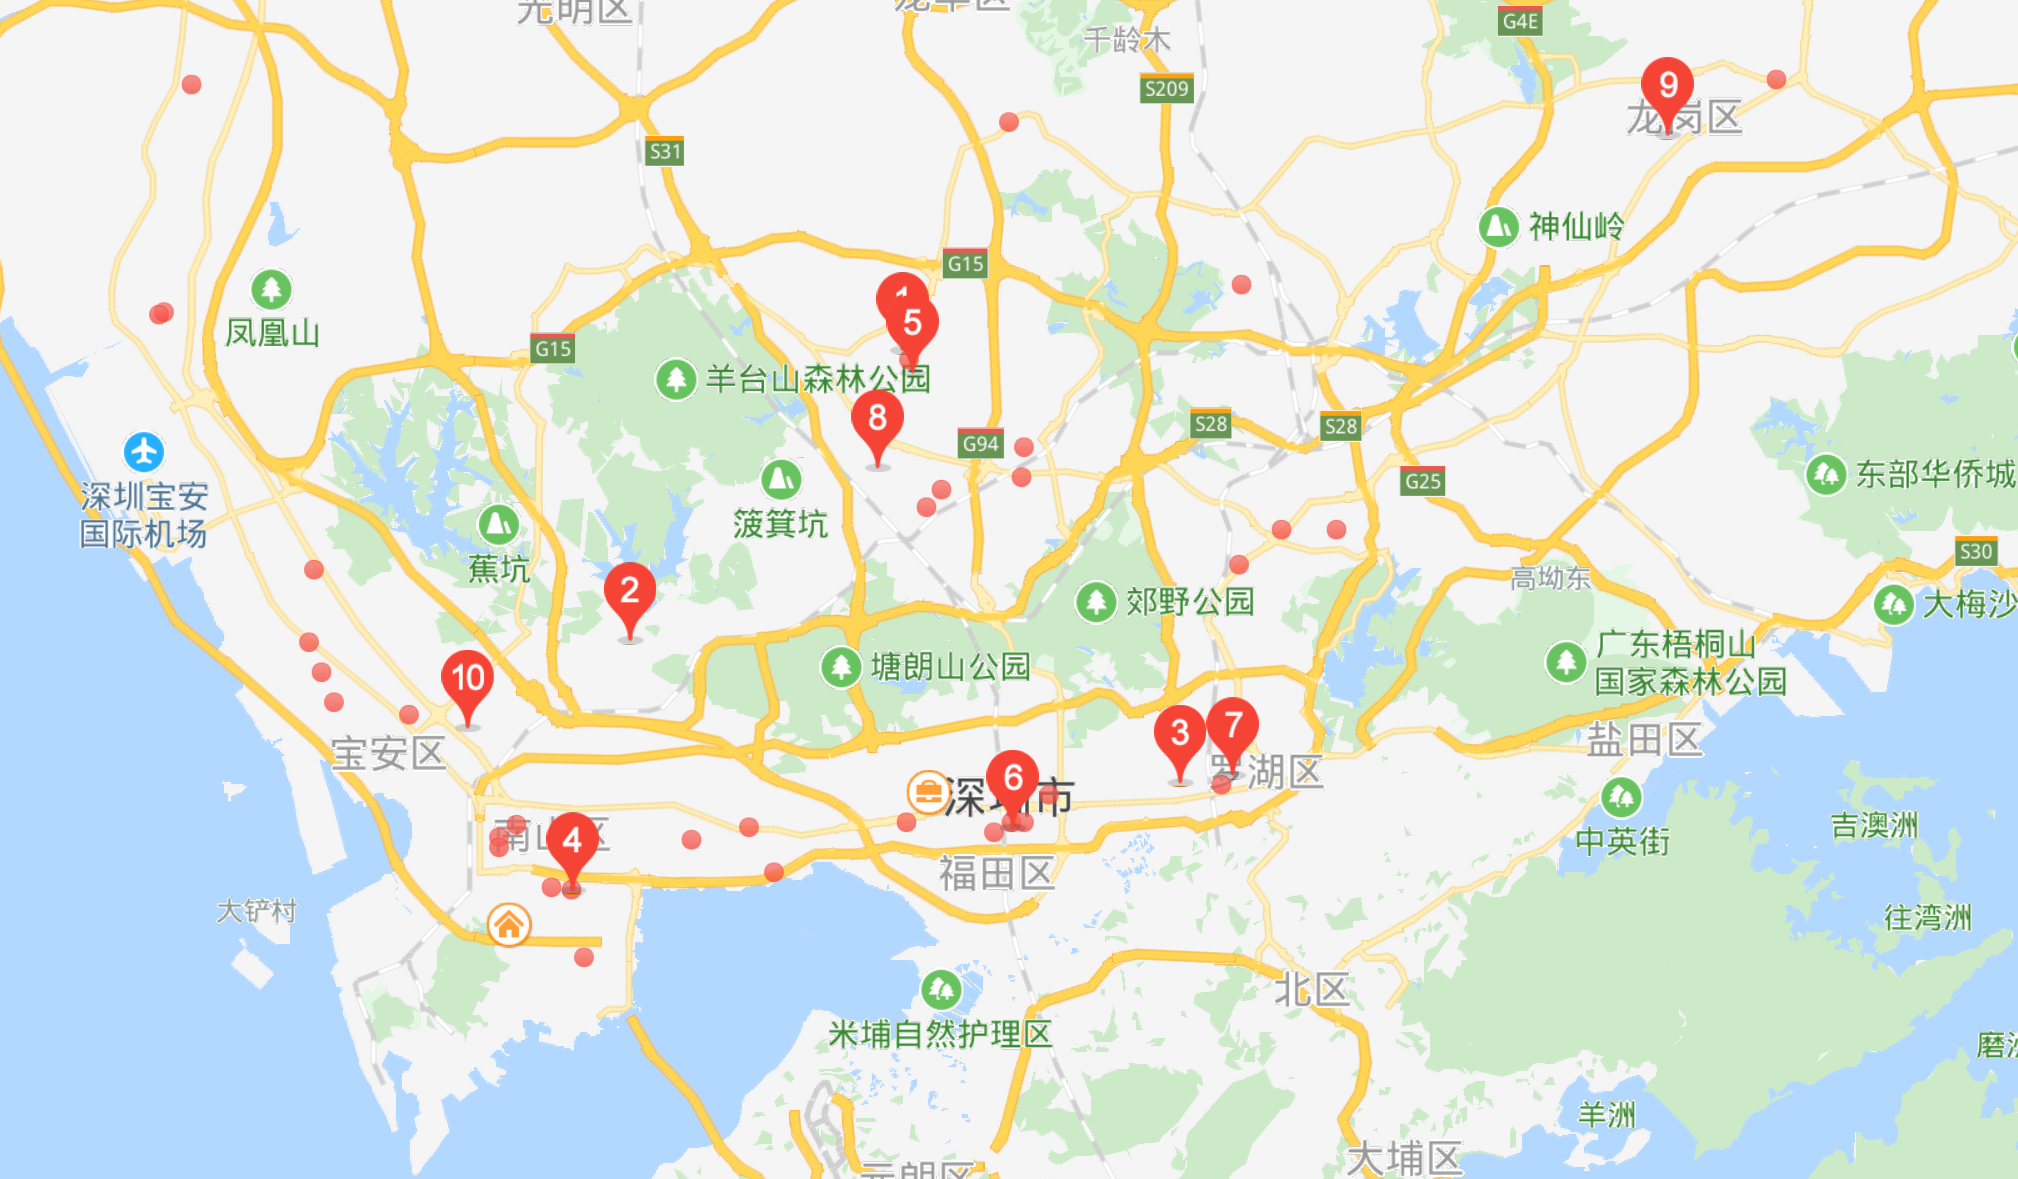 光明区
龙华区
千龄木
G4E
S209
9
龙岗区
S31
神仙岭
G15
1
5
凤凰山
G15
羊台山森林公园
8
S28
S28
G94
G25
东部华侨城
深圳宝安
国际机场
菠萁坑
蕉坑
S30
高坳东
2
郊野公园
大梅沙
广东梧桐山
国家森林公园
塘朗山公园
10
3
7
宝安区
罗湖区
盐田区
6
深圳市
中英街
吉澳洲
南山区
4
福田区
大铲村
往湾洲
北区
米埔自然护理区
磨洲
羊洲
大埔区
元朗区